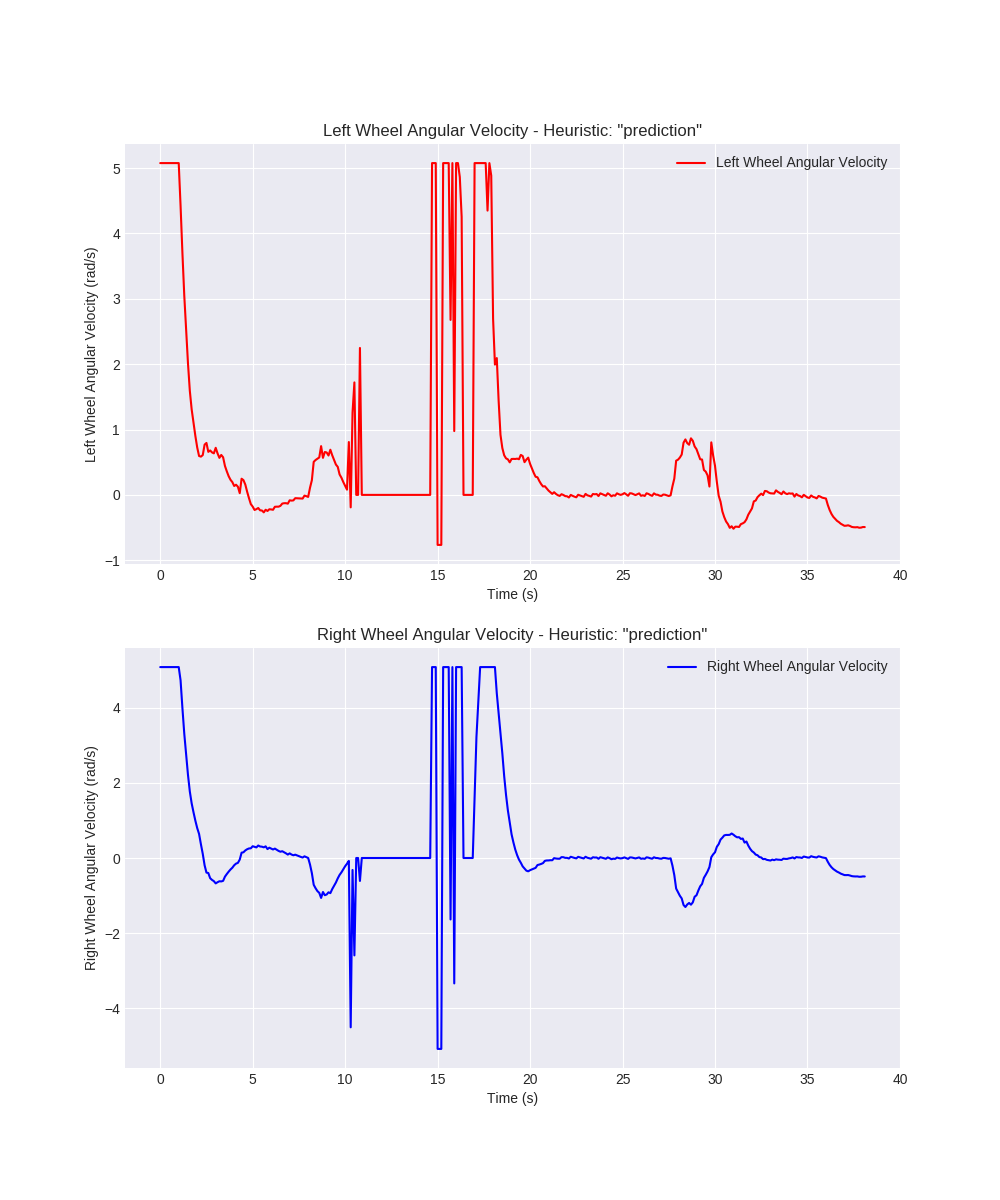 Left Wheel Angular Velocity - Heuristic: "prediction"
Left Wheel Angular Velocity
Left Wheel Angular Velocity (rad/s)
5
4
3
2
1
0
−1
0 5 10 15 20 25 30 35 40
Time (s)
Right Wheel Angular Velocity - Heuristic: "prediction"
Right Wheel Angular Velocity
Right Wheel Angular Velocity (rad/s)
4
2
0
−2
−4
0 5 10 15 20 25 30 35 40
Time (s)